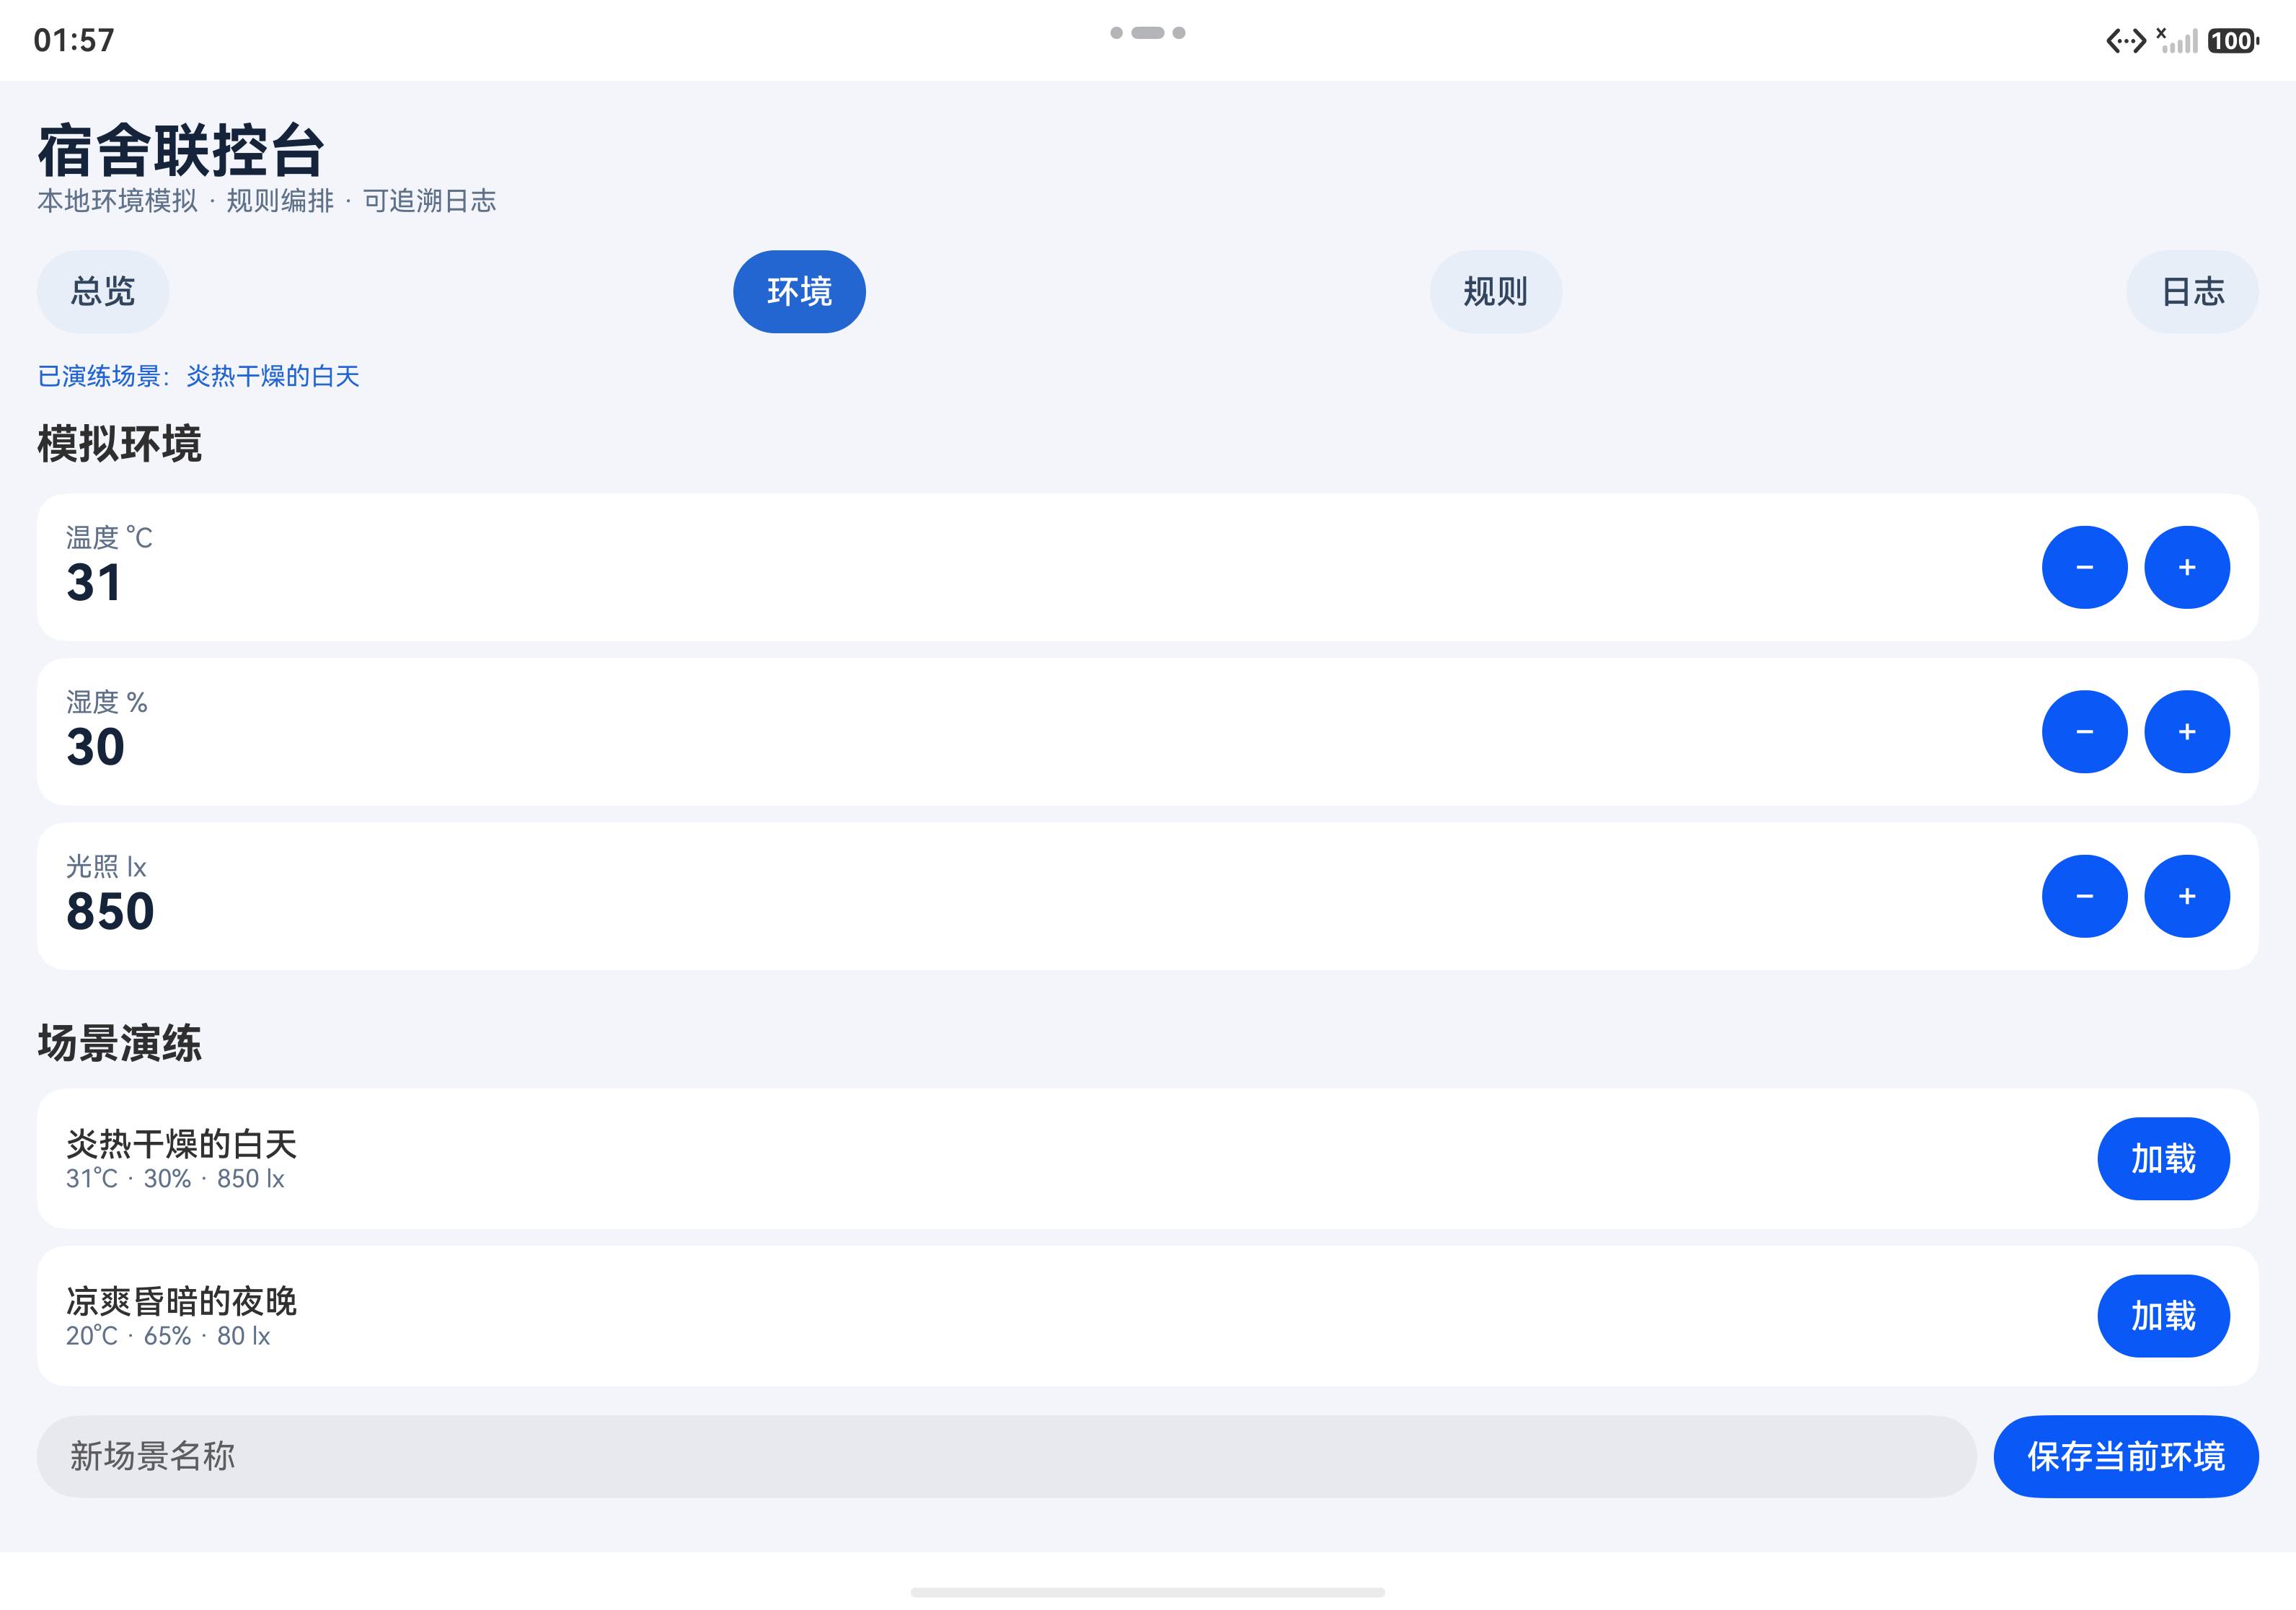 01:57
100
宿舍联控台
本地环境模拟 · 规则编排 · 可追溯日志
总览
环境
规则
日志
已演练场景：炎热干燥的白天
模拟环境
温度 ℃
31
− +
湿度 %
30
− +
光照 lx
850
− +
场景演练
炎热干燥的白天
31℃ · 30% · 850 lx
加载
凉爽昏暗的夜晚
20℃ · 65% · 80 lx
加载
新场景名称
保存当前环境